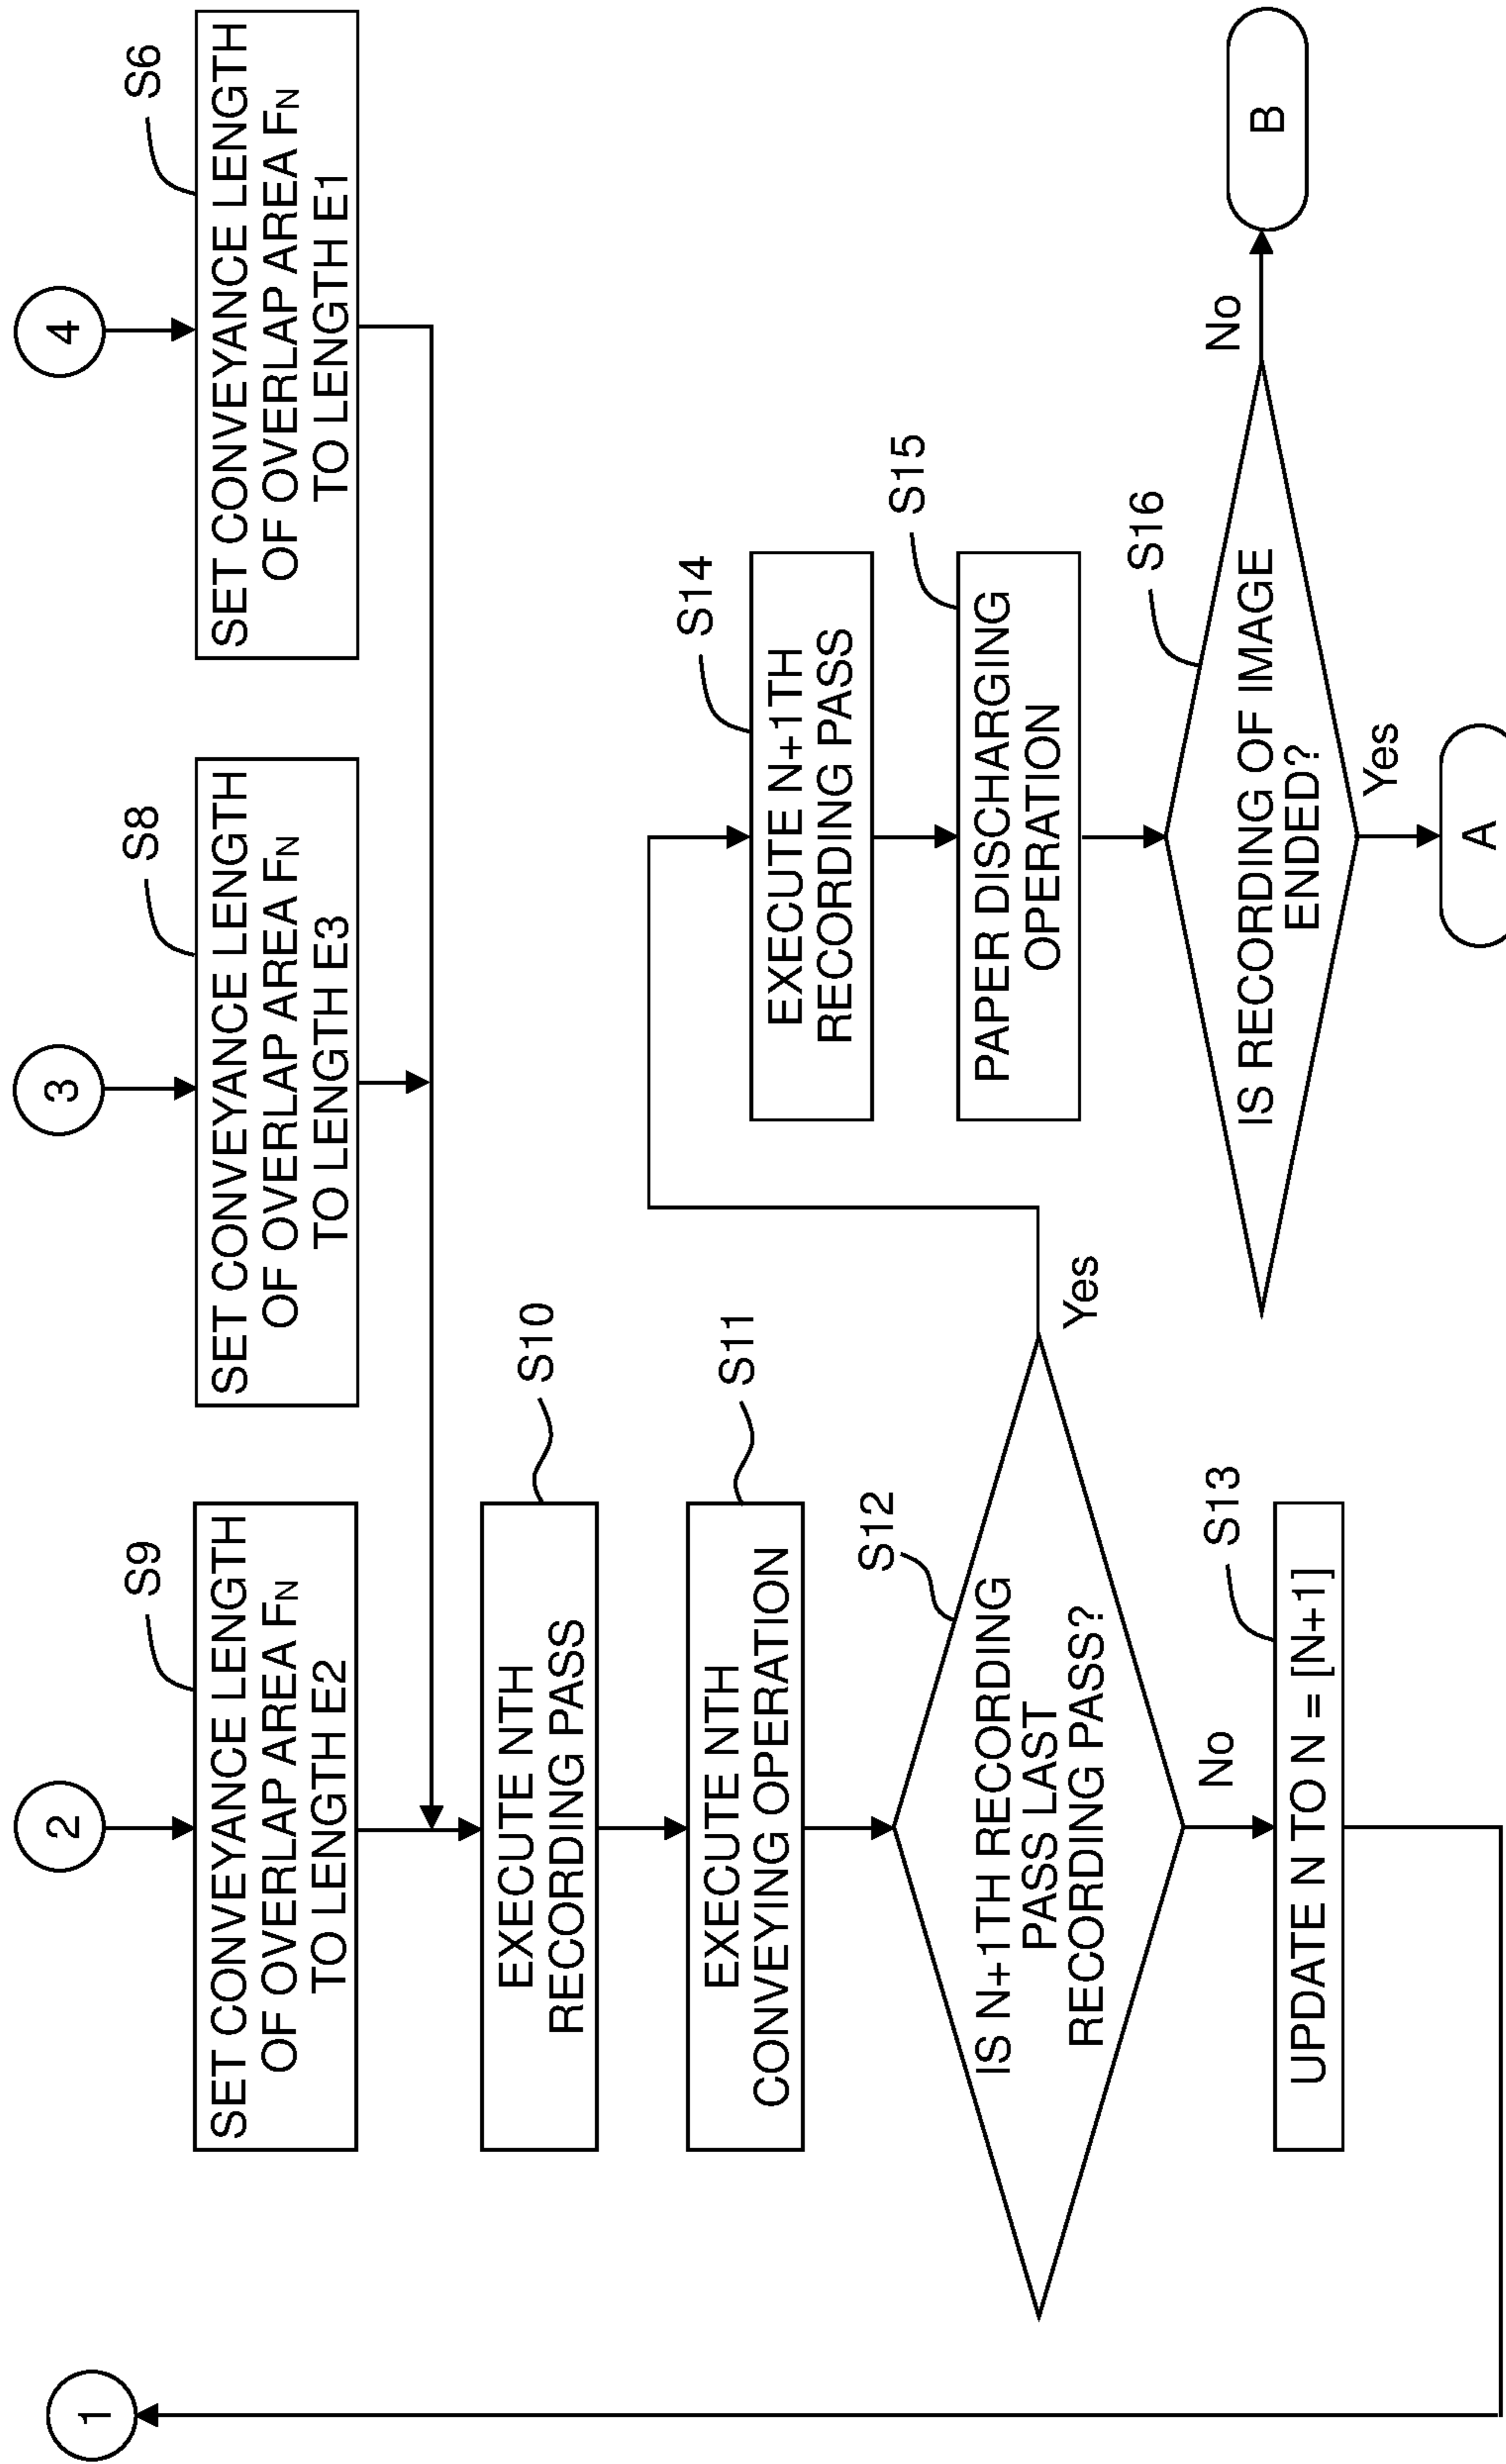 1
2
3
4
S9
SET CONVEYANCE LENGTH
OF OVERLAP AREA FN
TO LENGTH E2
S8
SET CONVEYANCE LENGTH
OF OVERLAP AREA FN
TO LENGTH E3
S6
SET CONVEYANCE LENGTH
OF OVERLAP AREA FN
TO LENGTH E1
S10
EXECUTE NTH
RECORDING PASS
S11
EXECUTE NTH
CONVEYING OPERATION
S12
IS N+1TH RECORDING
PASS LAST
RECORDING PASS?
Yes
No
S13
UPDATE N TO N = [N+1]
S14
EXECUTE N+1TH
RECORDING PASS
S15
PAPER DISCHARGING
OPERATION
S16
IS RECORDING OF IMAGE
ENDED?
No
B
Yes
A